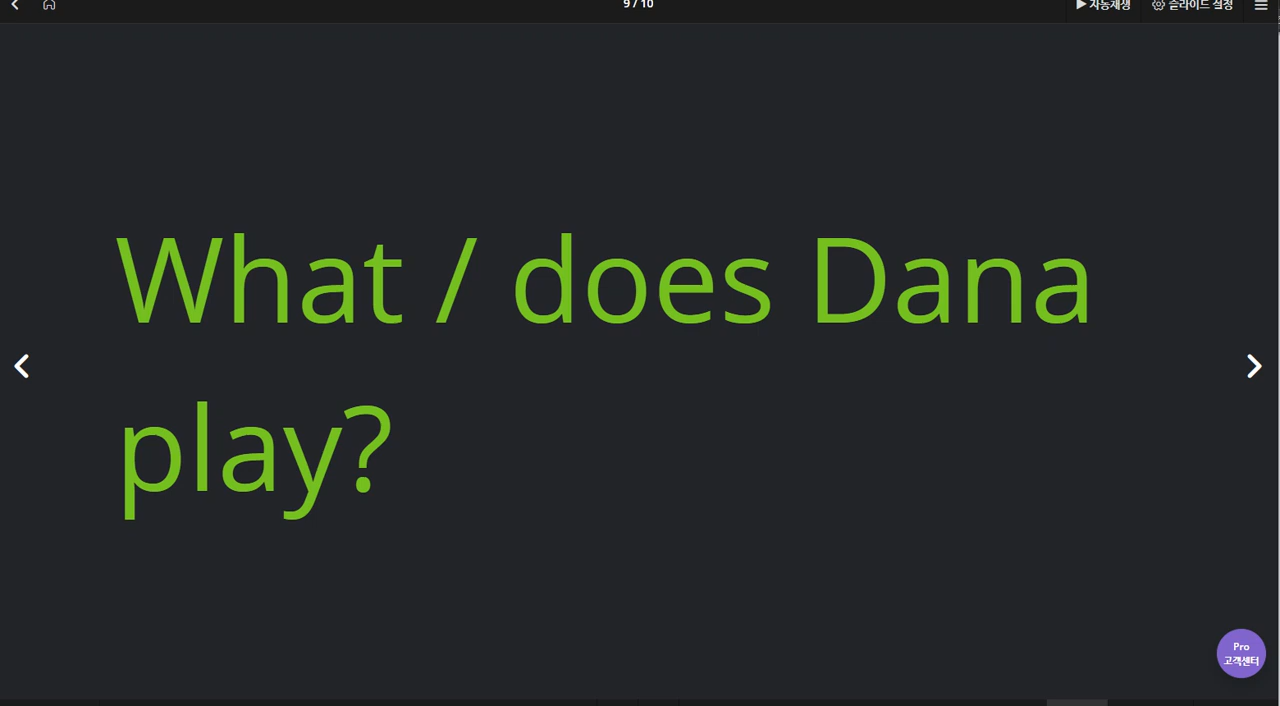 9 / 10
▶ 자동재생
슬라이드 설정
What / does Dana
play?
Pro
고객센터